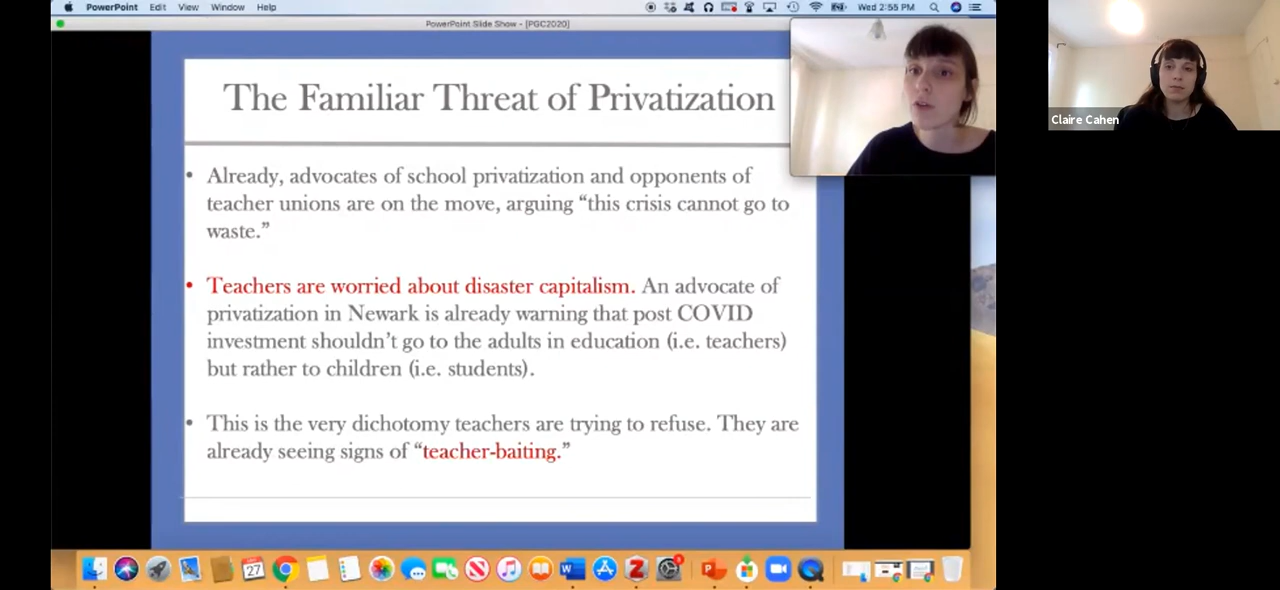 PowerPoint Edit View Window Help Wed 2:55 PM
PowerPoint Slide Show - [PGC2020]
The Familiar Threat of Privatization
Claire Cahen
• Already, advocates of school privatization and opponents of
teacher unions are on the move, arguing “this crisis cannot go to
waste.”
• Teachers are worried about disaster capitalism. An advocate of
privatization in Newark is already warning that post COVID
investment shouldn’t go to the adults in education (i.e. teachers)
but rather to children (i.e. students).
• This is the very dichotomy teachers are trying to refuse. They are
already seeing signs of “teacher-baiting.”
27